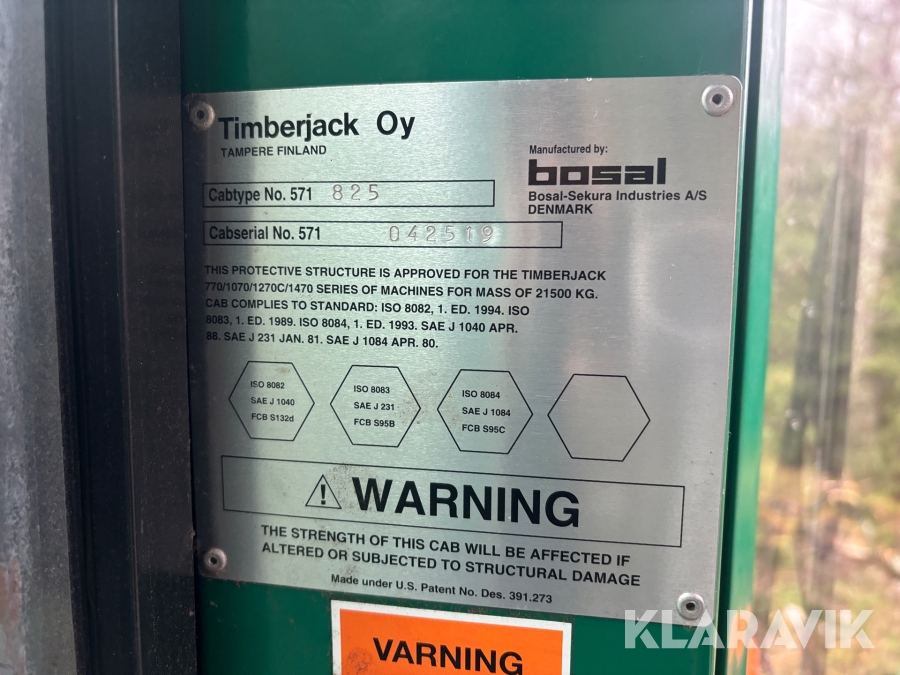 Timberjack Oy
TAMPERE FINLAND
Manufactured by:
bosal
Bosal-Sekura Industries A/S
DENMARK
Cabtype No. 571 825
Cabserial No. 571 042519
THIS PROTECTIVE STRUCTURE IS APPROVED FOR THE TIMBERJACK
770/1070/1270C/1470 SERIES OF MACHINES FOR MASS OF 21500 KG.
CAB COMPLIES TO STANDARD: ISO 8082, 1. ED. 1994. ISO
8083, 1. ED. 1989. ISO 8084, 1. ED. 1993. SAE J 1040 APR.
88. SAE J 231 JAN. 81. SAE J 1084 APR. 80.
ISO 8082
SAE J 1040
FCB S132d
ISO 8083
SAE J 231
FCB S95B
ISO 8084
SAE J 1084
FCB S95C
WARNING
THE STRENGTH OF THIS CAB WILL BE AFFECTED IF
ALTERED OR SUBJECTED TO STRUCTURAL DAMAGE
Made under U.S. Patent No. Des. 391.273
VARNING
KLARAVIK